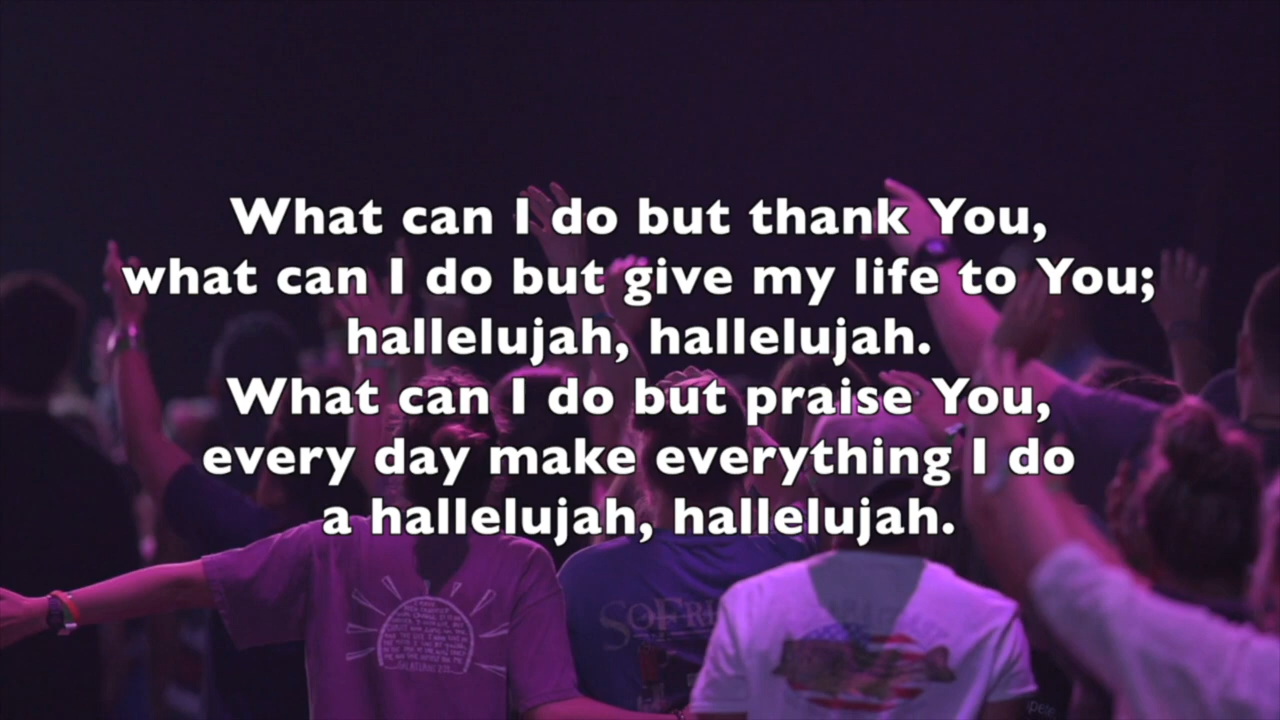 What can I do but thank You,
what can I do but give my life to You;
hallelujah, hallelujah.
What can I do but praise You,
every day make everything I do
a hallelujah, hallelujah.